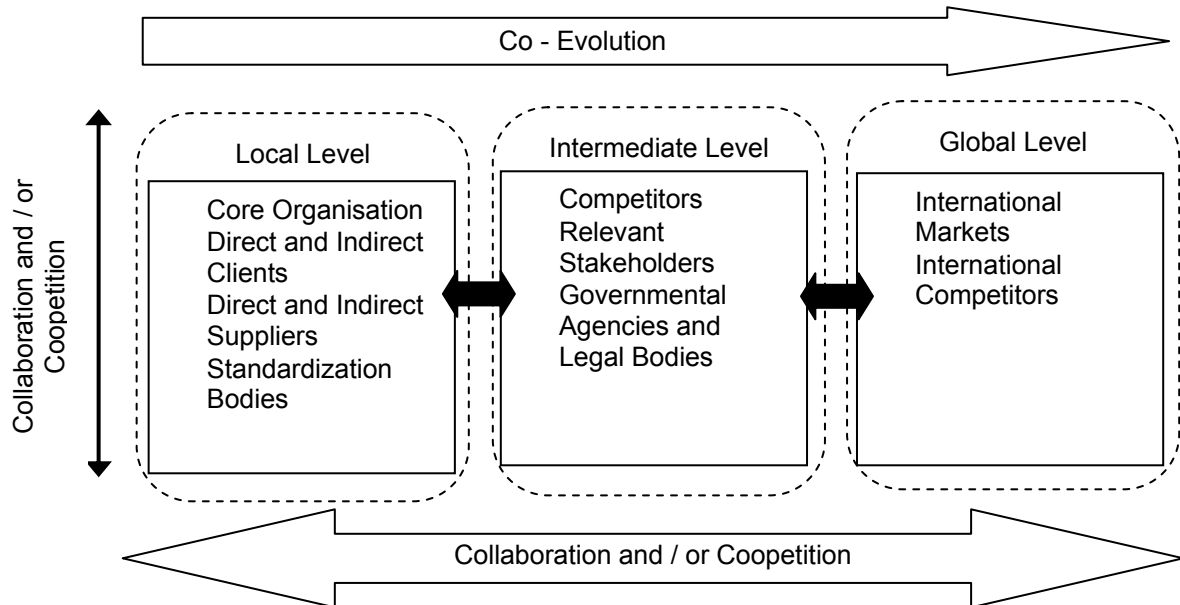 Co - Evolution
Collaboration and / or
Coopetition
Local Level
Core Organisation
Direct and Indirect
Clients
Direct and Indirect
Suppliers
Standardization
Bodies
Intermediate Level
Competitors
Relevant
Stakeholders
Governmental
Agencies and
Legal Bodies
Global Level
International
Markets
International
Competitors
Collaboration and / or Coopetition